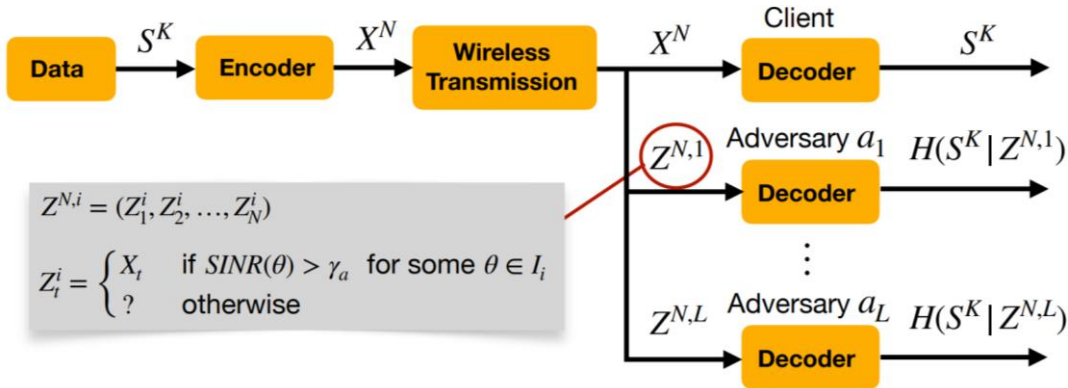 Data
S^K
Encoder
X^N
Wireless
Transmission
X^N
Client
Decoder
S^K
Z^{N,1}
Adversary a_1
Decoder
H(S^K | Z^{N,1})
Z^{N,i} = (Z_1^i, Z_2^i, …, Z_N^i)
Z_t^i = { X_t if SINR(θ) > γ_a for some θ ∈ I_i
? otherwise
⋮
Z^{N,L}
Adversary a_L
Decoder
H(S^K | Z^{N,L})